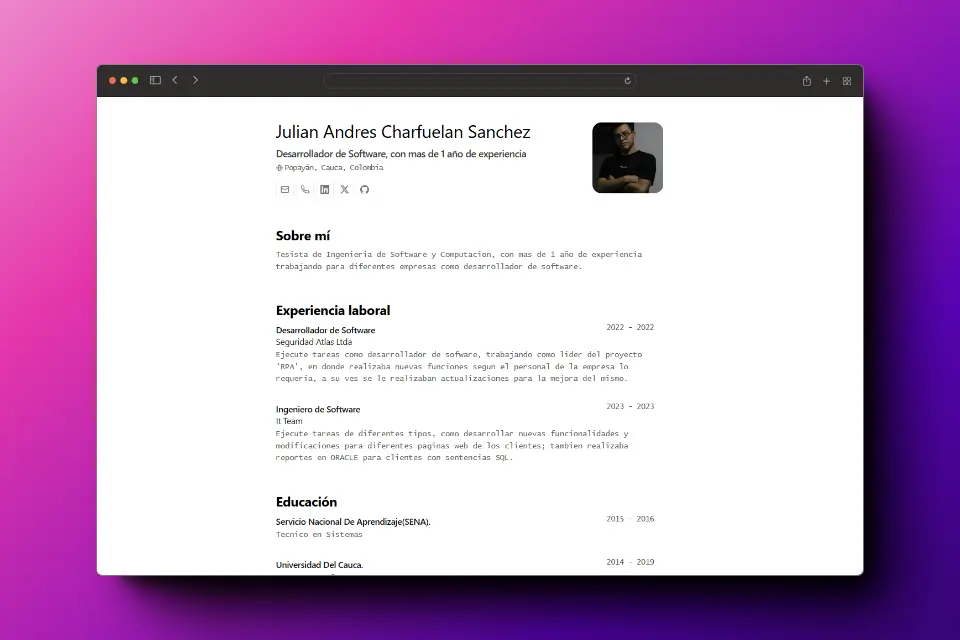 Julian Andres Charfuelan Sanchez
Desarrollador de Software, con mas de 1 año de experiencia
Popayán, Cauca, Colombia
Sobre mí
Tesista de Ingenieria de Software y Computacion, con mas de 1 año de experiencia
trabajando para diferentes empresas como desarrollador de software.
Experiencia laboral
Desarrollador de Software
2022 - 2022
Seguridad Atlas Ltda
Ejecute tareas como desarrollador de sofware, trabajando como lider del proyecto
'RPA', en donde realizaba nuevas funciones segun el personal de la empresa lo
requeria, a su ves se le realizaban actualizaciones para la mejora del mismo.
Ingeniero de Software
2023 - 2023
It Team
Ejecute tareas de diferentes tipos, como desarrollar nuevas funcionalidades y
modificaciones para diferentes paginas web de los clientes; tambien realizaba
reportes en ORACLE para clientes con sentencias SQL.
Educación
Servicio Nacional De Aprendizaje(SENA).
2015 - 2016
Tecnico en Sistemas
Universidad Del Cauca.
2014 - 2019